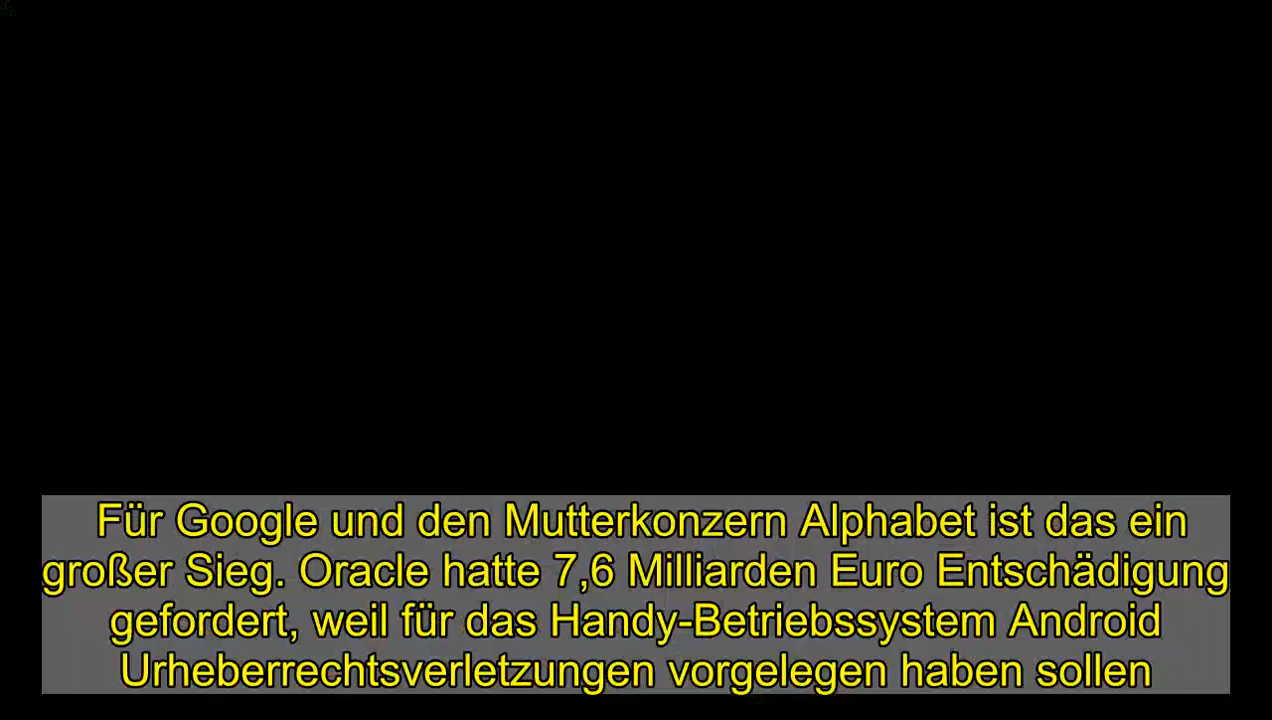 Für Google und den Mutterkonzern Alphabet ist das ein
großer Sieg. Oracle hatte 7,6 Milliarden Euro Entschädigung
gefordert, weil für das Handy-Betriebssystem Android
Urheberrechtsverletzungen vorgelegen haben sollen